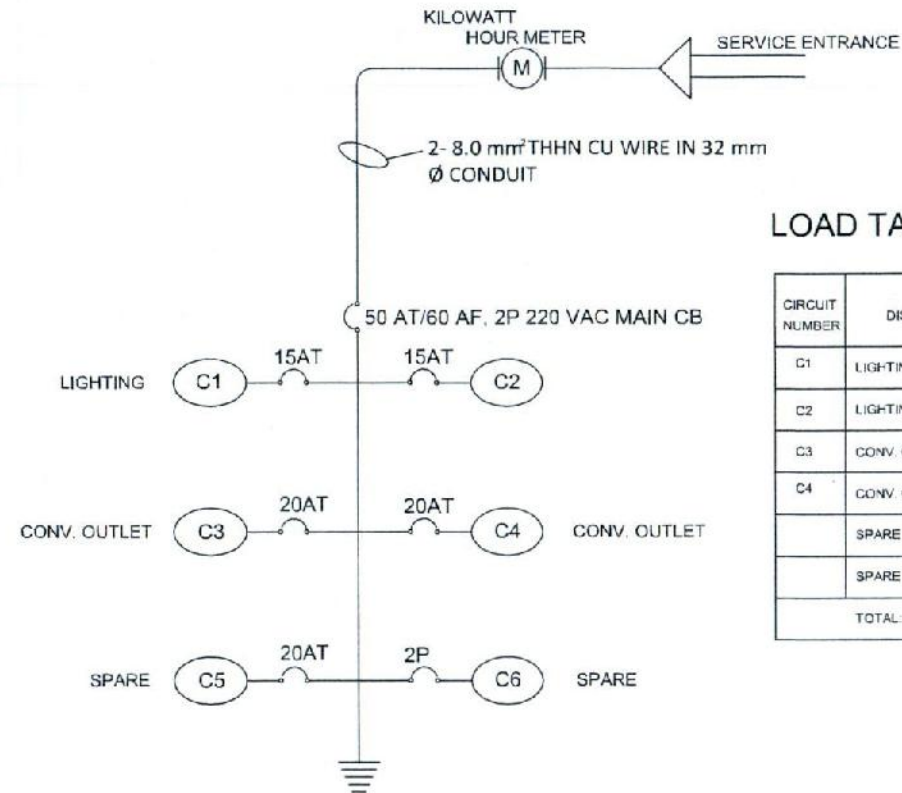 KILOWATT
HOUR METER
M
SERVICE ENTRANCE
2- 8.0 mm² THHN CU WIRE IN 32 mm
Ø CONDUIT
50 AT/60 AF, 2P 220 VAC MAIN CB
LIGHTING C1 15AT 15AT C2
CONV. OUTLET C3 20AT 20AT C4 CONV. OUTLET
SPARE C5 20AT 2P C6 SPARE
LOAD TA
CIRCUIT
NUMBER
C1
C2
C3 CONV.
C4 CONV.
SPARE
SPARE
TOTAL: